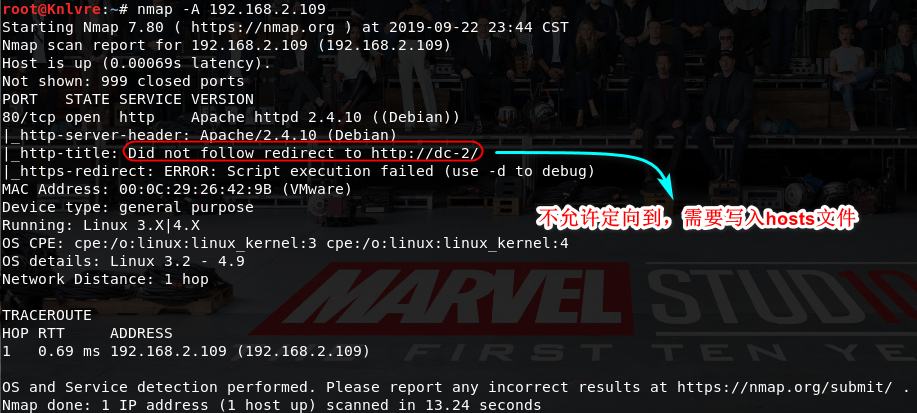 root@Knlvre:~# nmap -A 192.168.2.109
Starting Nmap 7.80 ( https://nmap.org ) at 2019-09-22 23:44 CST
Nmap scan report for 192.168.2.109 (192.168.2.109)
Host is up (0.00069s latency).
Not shown: 999 closed ports
PORT   STATE SERVICE VERSION
80/tcp open  http    Apache httpd 2.4.10 ((Debian))
|_http-server-header: Apache/2.4.10 (Debian)
|_http-title: Did not follow redirect to http://dc-2/
|_https-redirect: ERROR: Script execution failed (use -d to debug)
MAC Address: 00:0C:29:26:42:9B (VMware)
Device type: general purpose
不允许定向到，需要写入hosts文件
Running: Linux 3.X|4.X
OS CPE: cpe:/o:linux:linux_kernel:3 cpe:/o:linux:linux_kernel:4
OS details: Linux 3.2 - 4.9
Network Distance: 1 hop
MARVEL STUDIO
FIRST TEN YE
TRACEROUTE
HOP RTT     ADDRESS
1   0.69 ms 192.168.2.109 (192.168.2.109)
OS and Service detection performed. Please report any incorrect results at https://nmap.org/submit/ .
Nmap done: 1 IP address (1 host up) scanned in 13.24 seconds